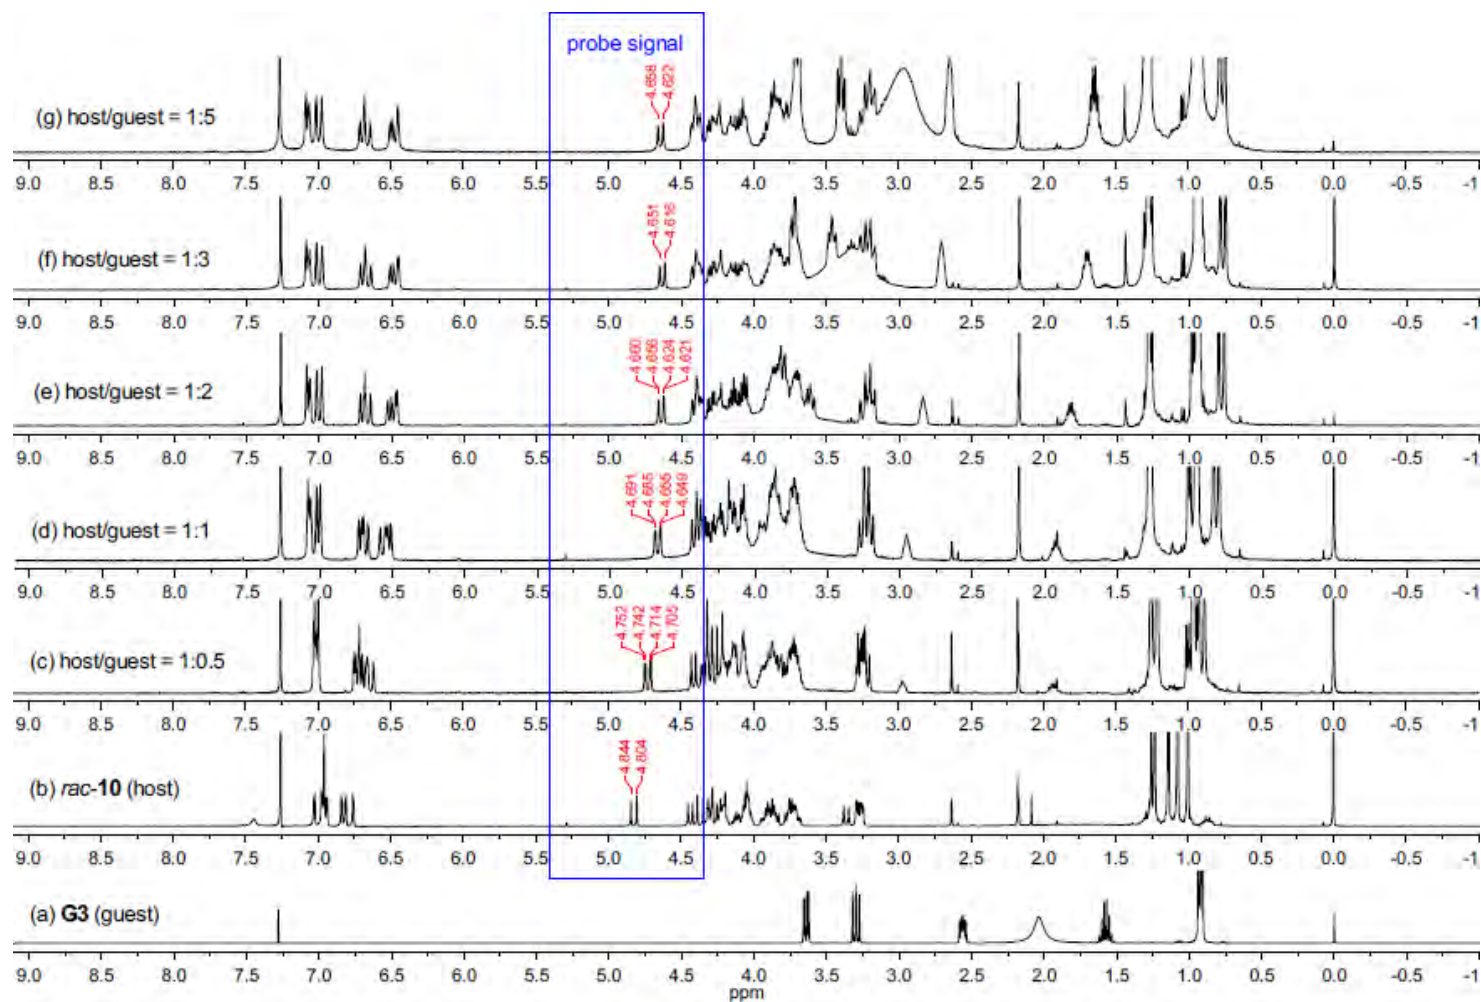 probe signal
4.658
4.622
(g) host/guest = 1:5
9.0 8.5 8.0 7.5 7.0 6.5 6.0 5.5 5.0 4.5 4.0 3.5 3.0 2.5 2.0 1.5 1.0 0.5 0.0 -0.5 -1
4.651
4.616
(f) host/guest = 1:3
9.0 8.5 8.0 7.5 7.0 6.5 6.0 5.5 5.0 4.5 4.0 3.5 3.0 2.5 2.0 1.5 1.0 0.5 0.0 -0.5 -1
4.660
4.656
4.624
4.621
(e) host/guest = 1:2
9.0 8.5 8.0 7.5 7.0 6.5 6.0 5.5 5.0 4.5 4.0 3.5 3.0 2.5 2.0 1.5 1.0 0.5 0.0 -0.5 -1
4.691
4.685
4.655
4.649
(d) host/guest = 1:1
9.0 8.5 8.0 7.5 7.0 6.5 6.0 5.5 5.0 4.5 4.0 3.5 3.0 2.5 2.0 1.5 1.0 0.5 0.0 -0.5 -1
4.752
4.742
4.714
4.705
(c) host/guest = 1:0.5
9.0 8.5 8.0 7.5 7.0 6.5 6.0 5.5 5.0 4.5 4.0 3.5 3.0 2.5 2.0 1.5 1.0 0.5 0.0 -0.5 -1
4.844
4.804
(b) rac-10 (host)
9.0 8.5 8.0 7.5 7.0 6.5 6.0 5.5 5.0 4.5 4.0 3.5 3.0 2.5 2.0 1.5 1.0 0.5 0.0 -0.5 -1
(a) G3 (guest)
9.0 8.5 8.0 7.5 7.0 6.5 6.0 5.5 5.0 4.5 4.0 3.5 3.0 2.5 2.0 1.5 1.0 0.5 0.0 -0.5 -1
ppm